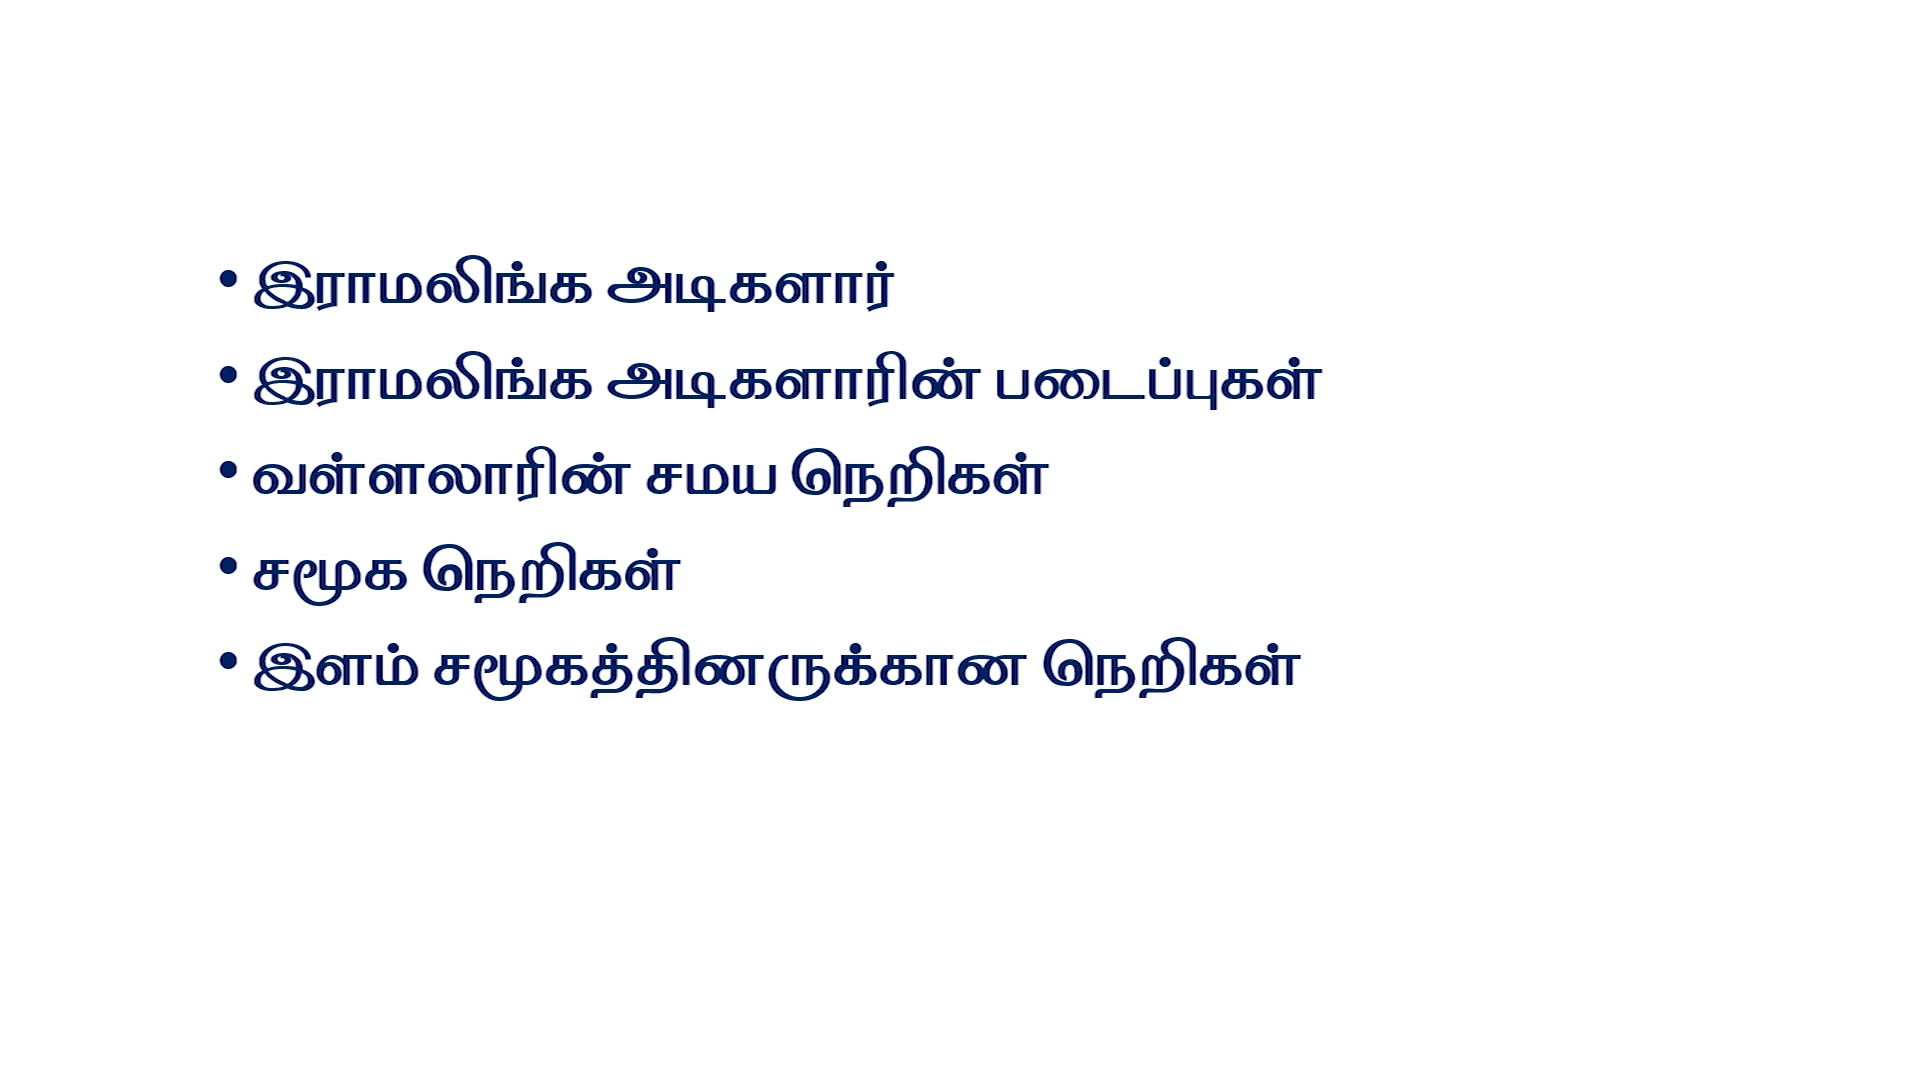 • இராமலிங்க அடிகளார்
• இராமலிங்க அடிகளாரின் படைப்புகள்
• வள்ளலாரின் சமய நெறிகள்
• சமூக நெறிகள்
• இளம் சமூகத்தினருக்கான நெறிகள்